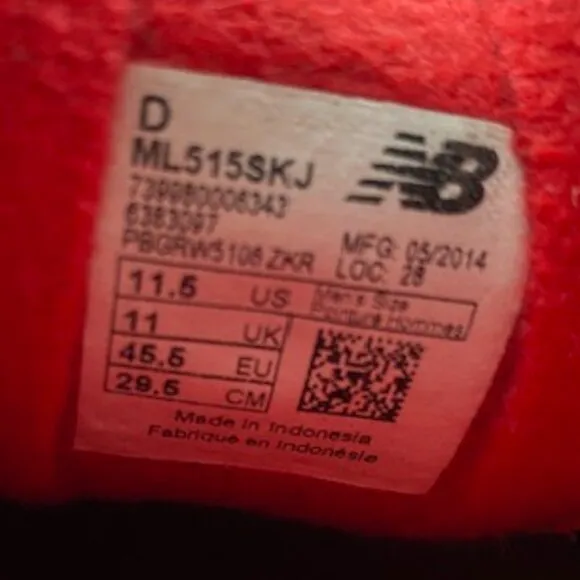 D
ML515SKJ
739980006343
6383097
PBGRW5108 ZKR
MFG: 05/2014
LOC: 28
11.5 US
Men's Size
Pointure Hommes
11 UK
45.5 EU
29.5 CM
Made in Indonesia
Fabriqué en Indonésie